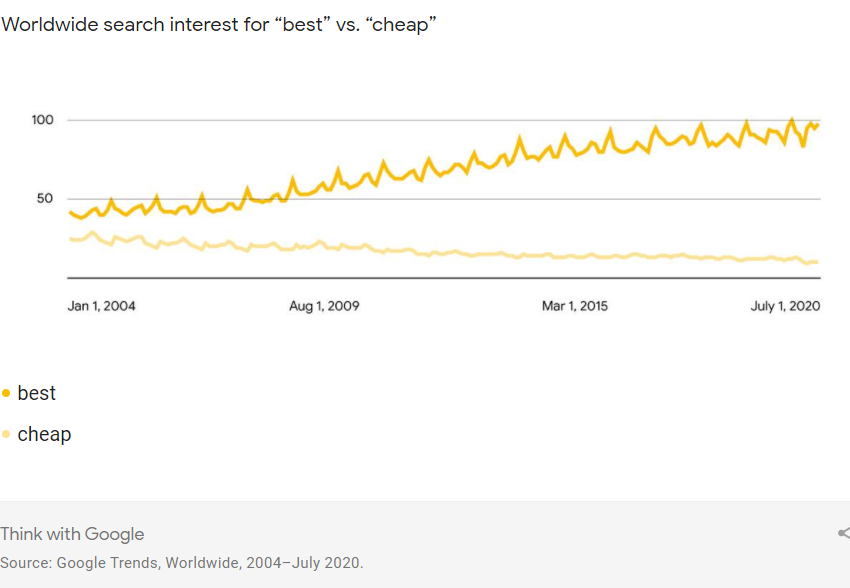 Worldwide search interest for “best” vs. “cheap”
100
50
Jan 1, 2004 Aug 1, 2009 Mar 1, 2015 July 1, 2020
best
cheap
Think with Google
Source: Google Trends, Worldwide, 2004–July 2020.